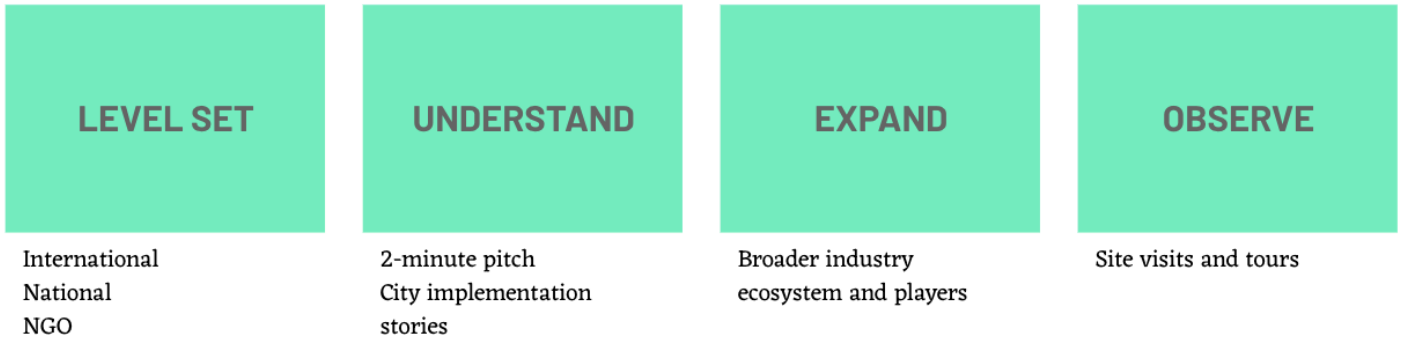 LEVEL SET
International
National
NGO
UNDERSTAND
2-minute pitch
City implementation
stories
EXPAND
Broader industry
ecosystem and players
OBSERVE
Site visits and tours